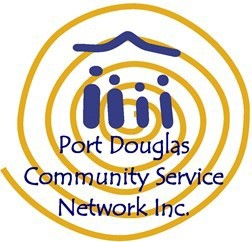 Port Douglas
Community Service
Network Inc.